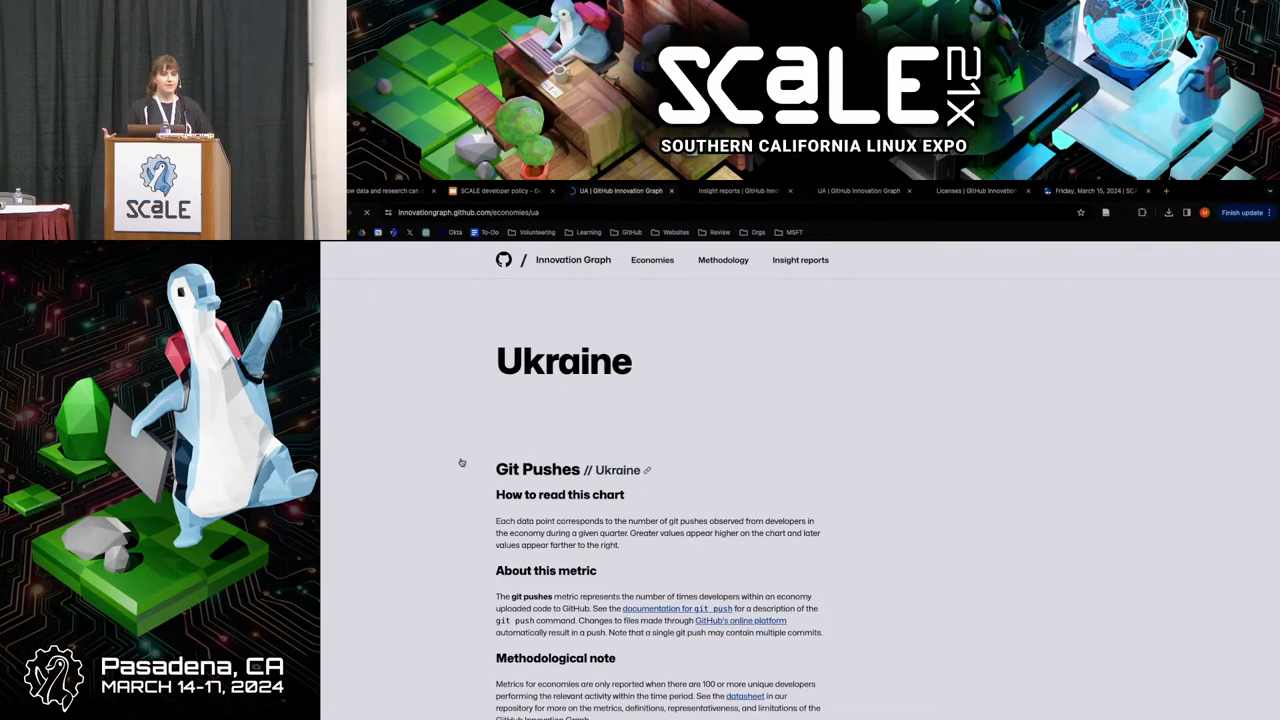 SCaLE 21X
SOUTHERN CALIFORNIA LINUX EXPO
SCaLE
ow data and research can
SCALE developer policy - G
UA | GitHub Innovation Graph
Insight reports | GitHub Inno
UA | GitHub Innovation Graph
Licenses | GitHub Innovation
Friday, March 15, 2024 | SCA
innovationgraph.github.com/economies/ua
Finish update
Okta To-Do Volunteering Learning GitHub Websites Review Orgs MSFT
/ Innovation Graph Economies Methodology Insight reports
Ukraine
Git Pushes // Ukraine
How to read this chart
Each data point corresponds to the number of git pushes observed from developers in
the economy during a given quarter. Greater values appear higher on the chart and later
values appear farther to the right.
About this metric
The git pushes metric represents the number of times developers within an economy
uploaded code to GitHub. See the documentation for git push for a description of the
git push command. Changes to files made through GitHub's online platform
automatically result in a push. Note that a single git push may contain multiple commits.
Methodological note
Metrics for economies are only reported when there are 100 or more unique developers
performing the relevant activity within the time period. See the datasheet in our
repository for more on the metrics, definitions, representativeness, and limitations of the
GitHub Innovation Graph.
Pasadena, CA
MARCH 14-17, 2024